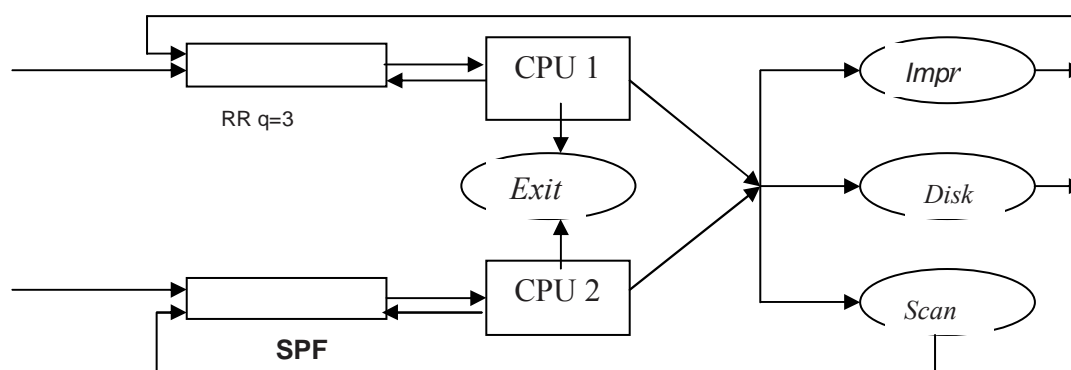 CPU 1
Impr
RR q=3
Exit
Disk
CPU 2
Scan
SPF